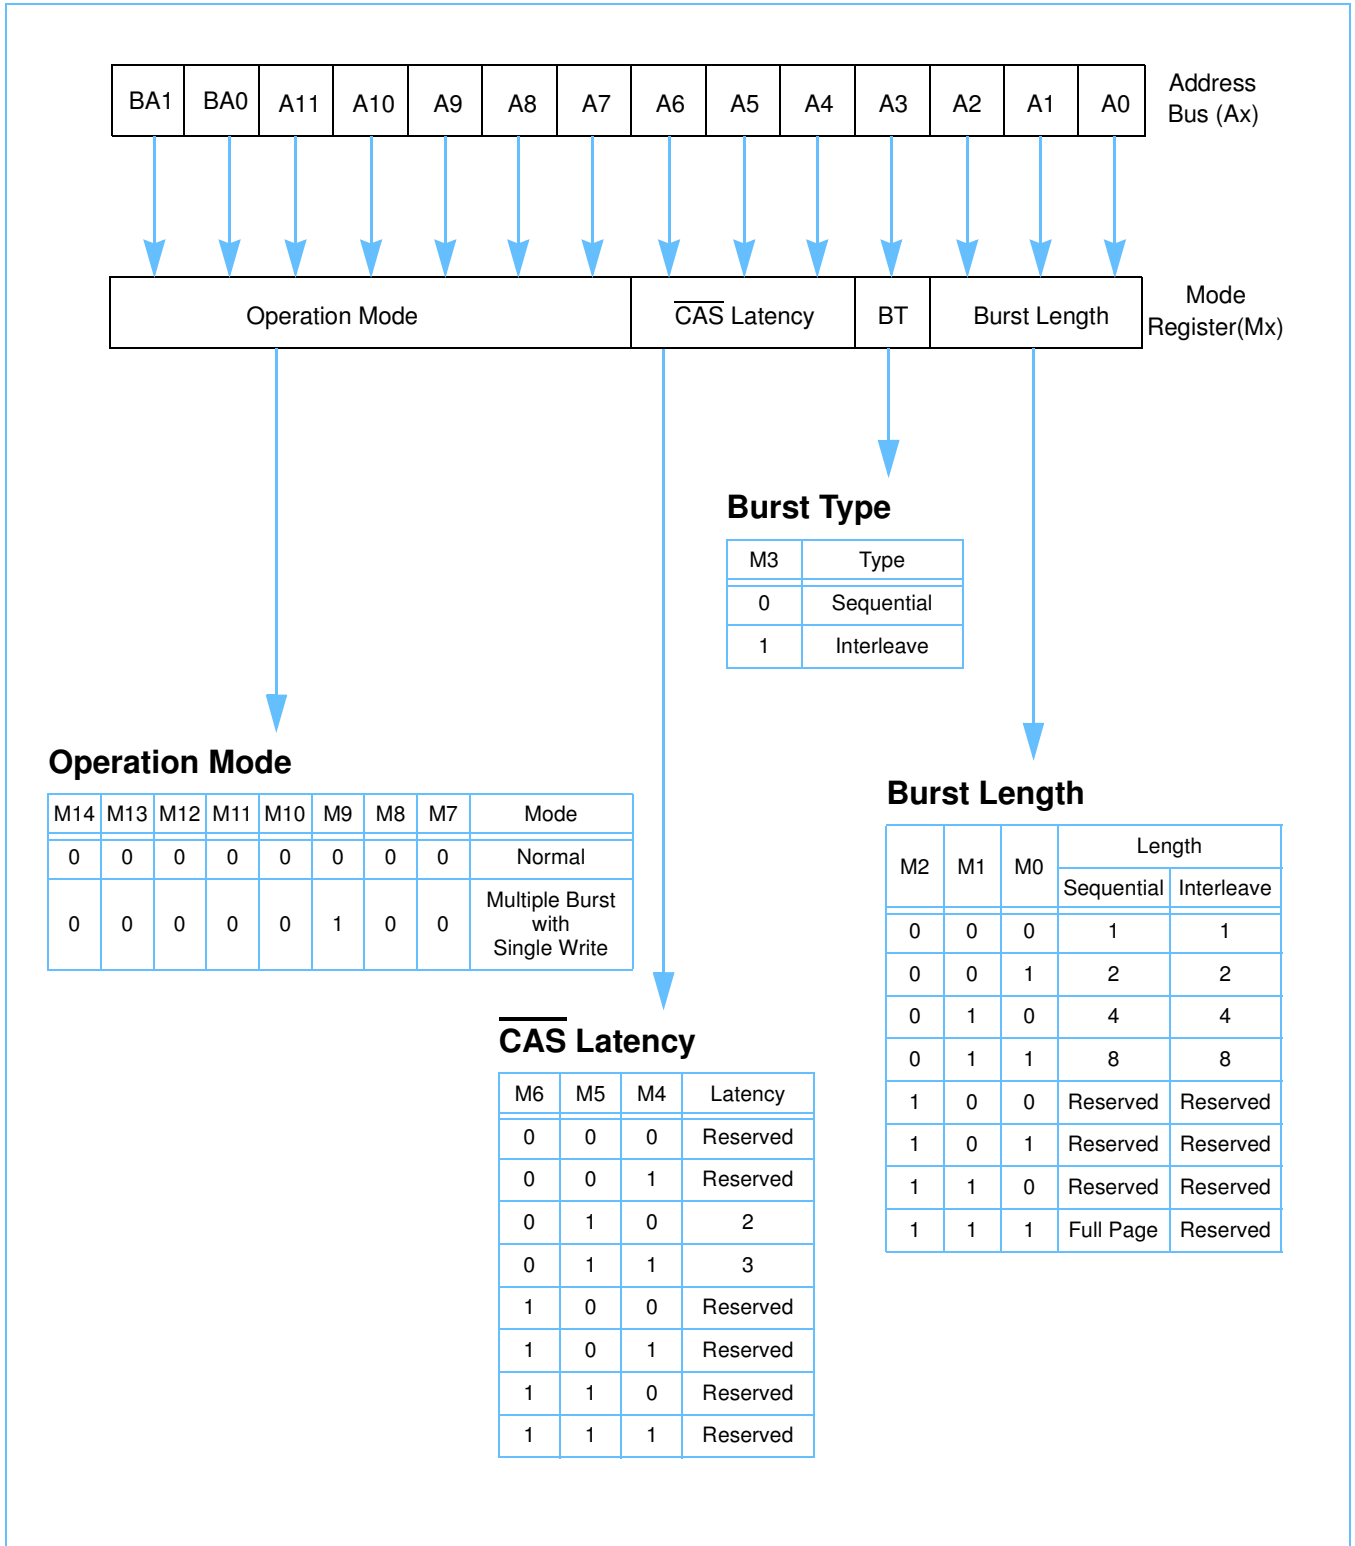 BA1 BA0 A11 A10 A9 A8 A7 A6 A5 A4 A3 A2 A1 A0
Address
Bus (Ax)
Operation Mode CAS Latency BT Burst Length
Mode
Register(Mx)
Burst Type
M3 Type
0 Sequential
1 Interleave
Operation Mode
M14 M13 M12 M11 M10 M9 M8 M7 Mode
0 0 0 0 0 0 0 0 Normal
0 0 0 0 0 1 0 0 Multiple Burst
with
Single Write
Burst Length
M2 M1 M0 Length
Sequential Interleave
0 0 0 1 1
0 0 1 2 2
0 1 0 4 4
0 1 1 8 8
1 0 0 Reserved Reserved
1 0 1 Reserved Reserved
1 1 0 Reserved Reserved
1 1 1 Full Page Reserved
CAS Latency
M6 M5 M4 Latency
0 0 0 Reserved
0 0 1 Reserved
0 1 0 2
0 1 1 3
1 0 0 Reserved
1 0 1 Reserved
1 1 0 Reserved
1 1 1 Reserved